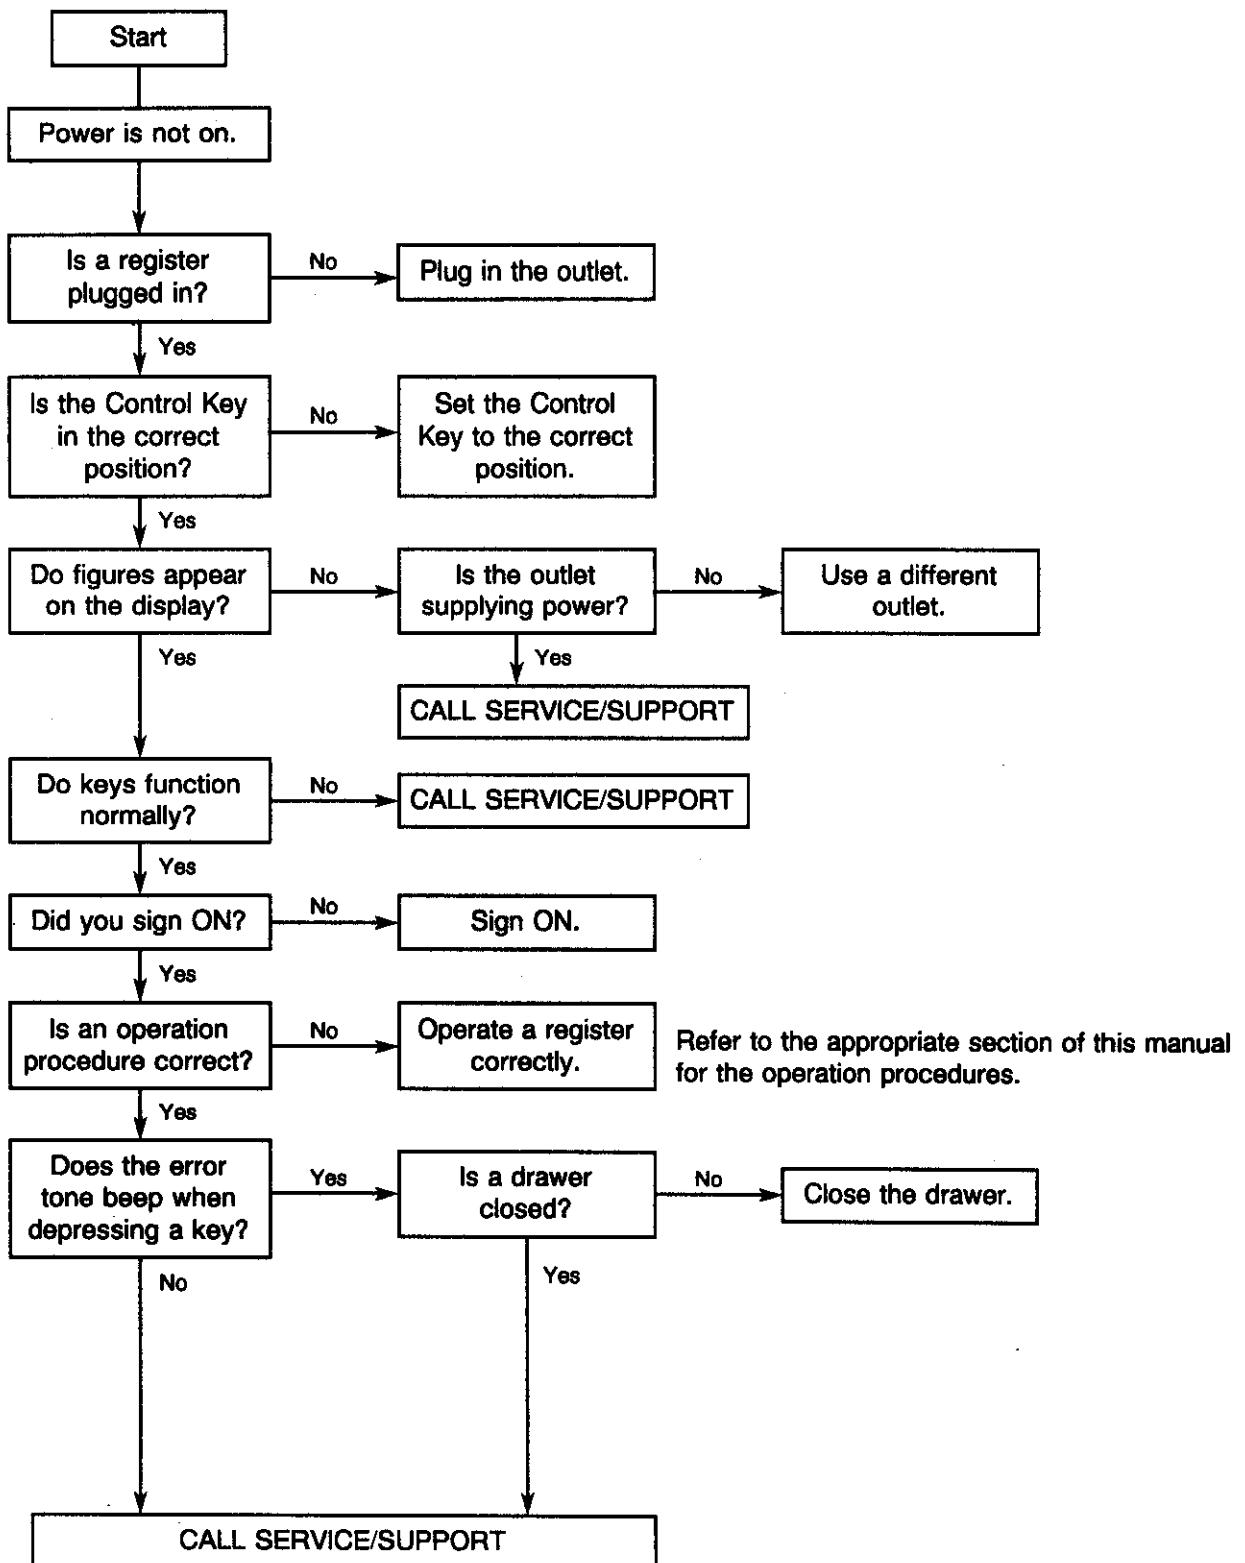 Start
Power is not on.
Is a register
plugged in?
No
Plug in the outlet.
Yes
Is the Control Key
in the correct
position?
No
Set the Control
Key to the correct
position.
Yes
Do figures appear
on the display?
No
Is the outlet
supplying power?
No
Use a different
outlet.
Yes
Yes
CALL SERVICE/SUPPORT
Do keys function
normally?
No
CALL SERVICE/SUPPORT
Yes
Did you sign ON?
No
Sign ON.
Yes
Is an operation
procedure correct?
No
Operate a register
correctly.
Refer to the appropriate section of this manual
for the operation procedures.
Yes
Does the error
tone beep when
depressing a key?
Yes
Is a drawer
closed?
No
Close the drawer.
No
Yes
CALL SERVICE/SUPPORT